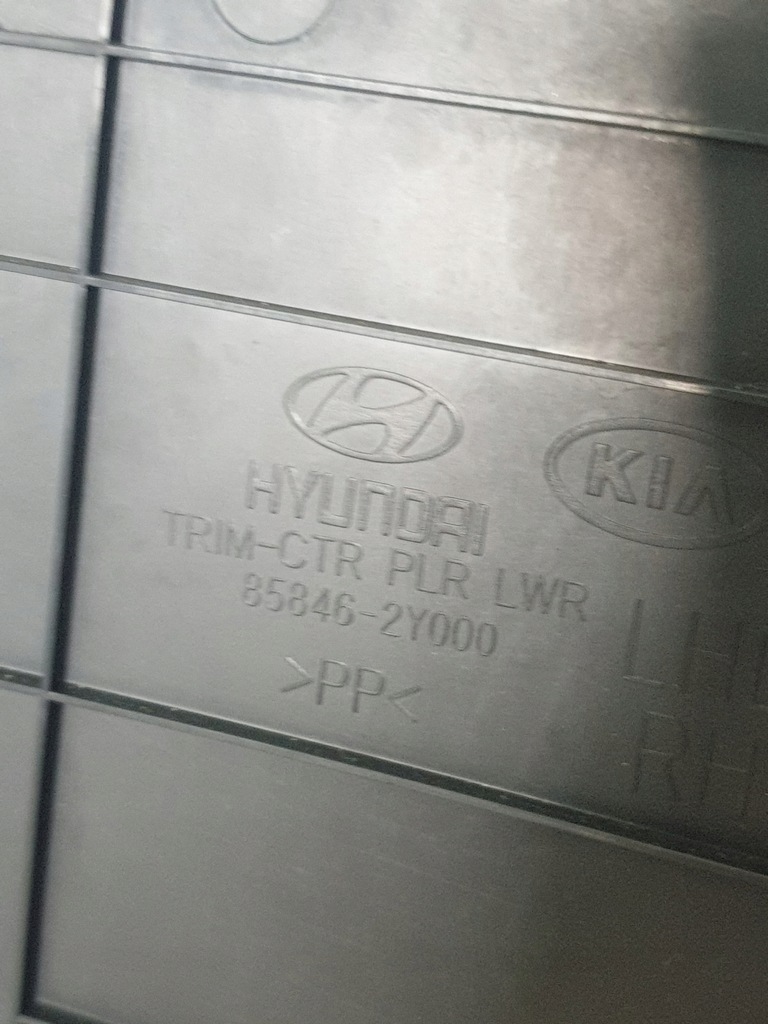 HYUNDAI
KIA
TRIM-CTR PLR LWR
85846-2Y000
>PP<